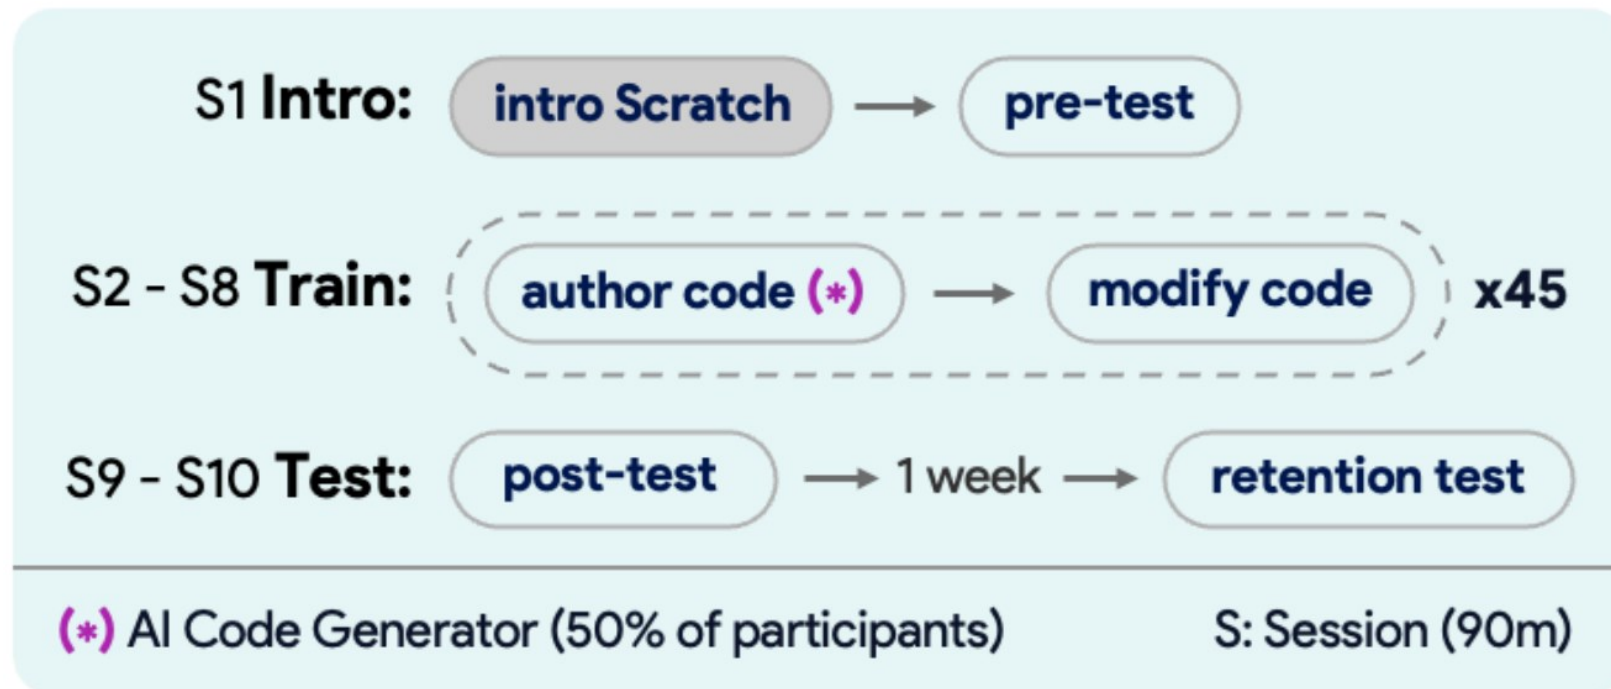 S1 Intro: intro Scratch pre-test
S2 - S8 Train: author code (*) modify code x45
S9 - S10 Test: post-test 1 week retention test
(*) AI Code Generator (50% of participants) S: Session (90m)